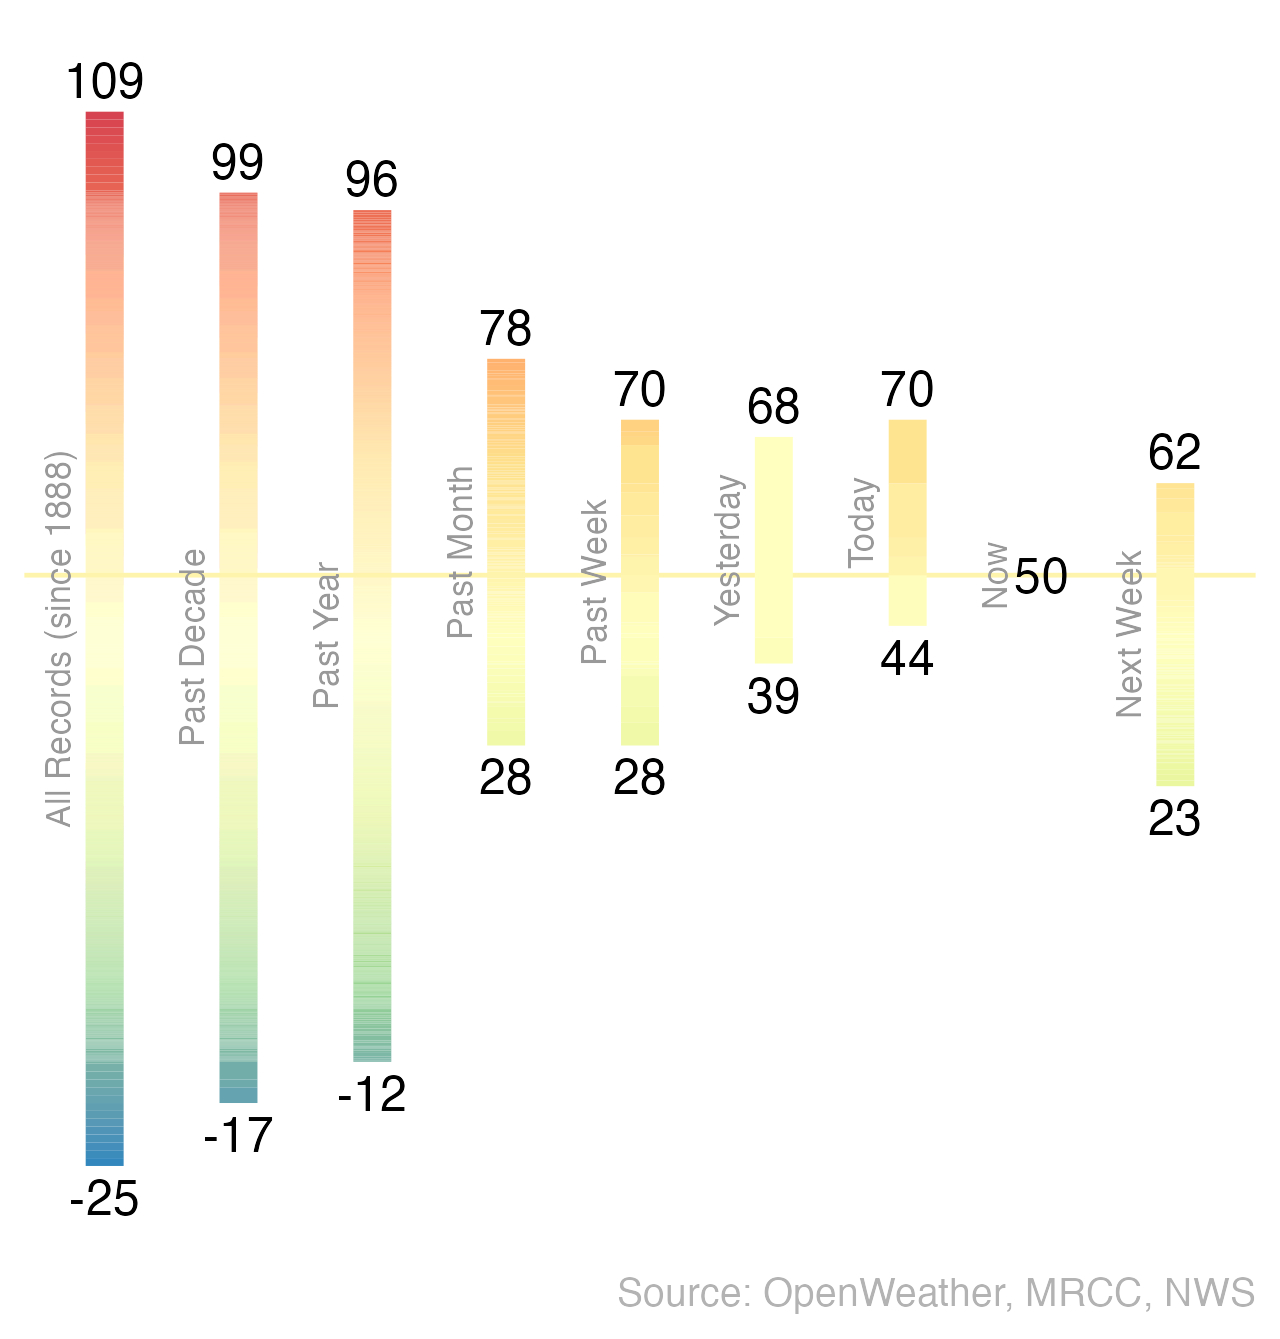 109
All Records (since 1888)
-25
99
Past Decade
-17
96
Past Year
-12
78
Past Month
28
70
Past Week
28
68
Yesterday
39
70
Today
44
Now
50
62
Next Week
23
Source: OpenWeather, MRCC, NWS